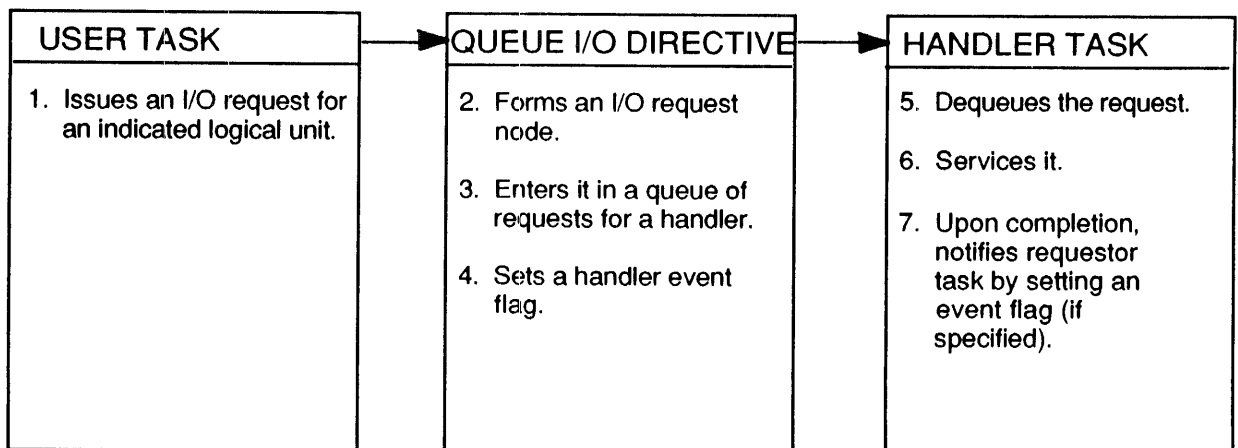 USER TASK
1. Issues an I/O request for
an indicated logical unit.
QUEUE I/O DIRECTIVE
2. Forms an I/O request
node.
3. Enters it in a queue of
requests for a handler.
4. Sets a handler event
flag.
HANDLER TASK
5. Dequeues the request.
6. Services it.
7. Upon completion,
notifies requestor
task by setting an
event flag (if
specified).